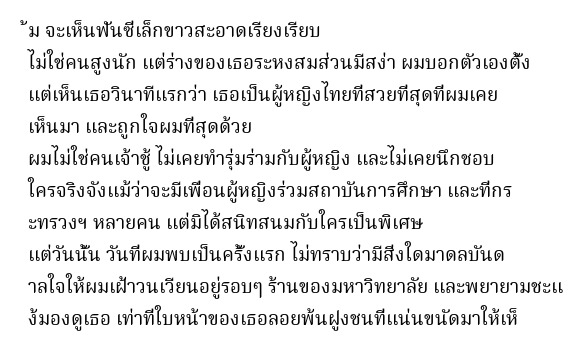 ้ม จะเห็นฟันซี่เล็กขาวสะอาดเรียงเรียบ
ไม่ใช่คนสูงนัก แต่ร่างของเธอระหงสมส่วนมีสง่า ผมบอกตัวเองตั้ง
แต่เห็นเธอวินาทีแรกว่า เธอเป็นผู้หญิงไทยที่สวยที่สุดที่ผมเคย
เห็นมา และถูกใจผมที่สุดด้วย
ผมไม่ใช่คนเจ้าชู้ ไม่เคยทำรุ่มร่ามกับผู้หญิง และไม่เคยนึกชอบ
ใครจริงจังแม้ว่าจะมีเพื่อนผู้หญิงร่วมสถาบันการศึกษา และที่กร
ะทรวงฯ หลายคน แต่มิได้สนิทสนมกับใครเป็นพิเศษ
แต่วันนั้น วันที่ผมพบเป็นครั้งแรก ไม่ทราบว่ามีสิ่งใดมาดลบันด
าลใจให้ผมเฝ้าวนเวียนอยู่รอบๆ ร้านของมหาวิทยาลัย และพยายามชะแ
ง้มองดูเธอ เท่าที่ใบหน้าของเธอลอยพ้นฝูงชนที่แน่นขนัดมาให้เห็